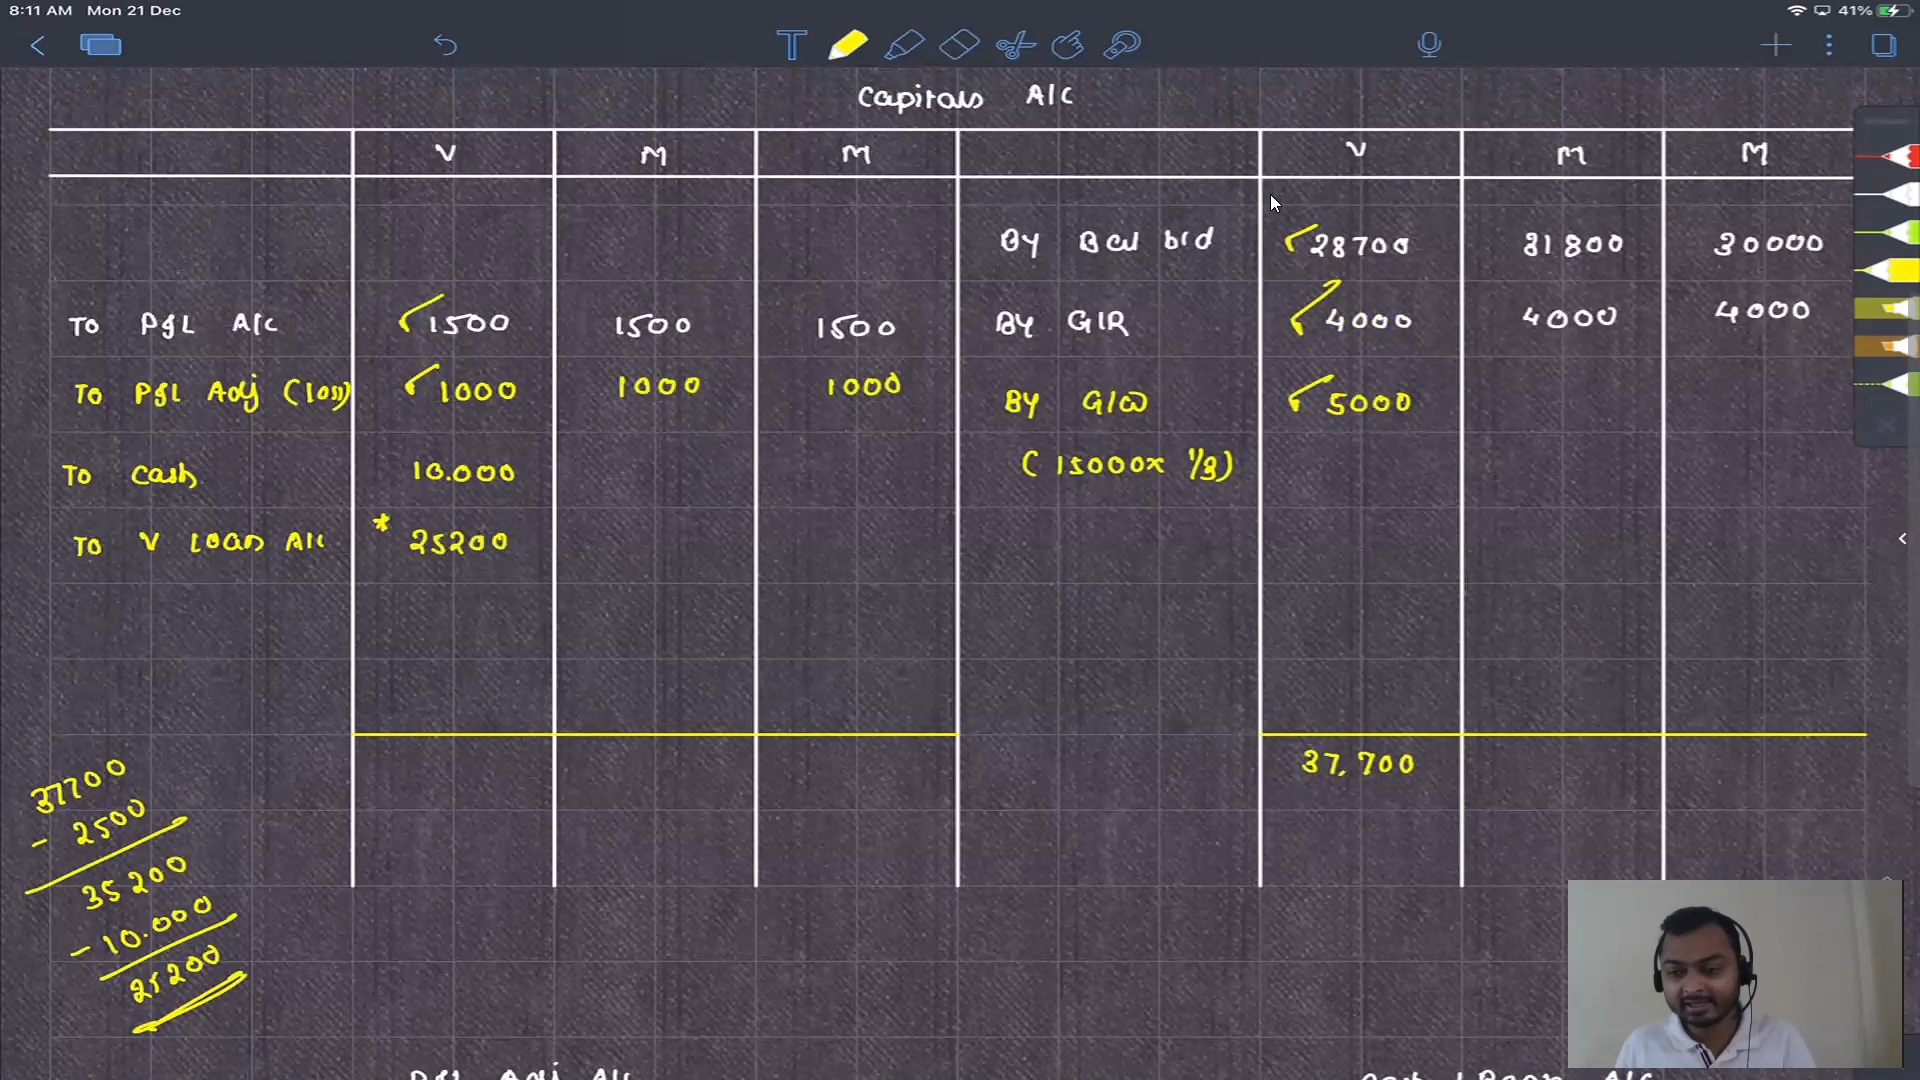 8:11 AM Mon 21 Dec
41%
T
Capitals A/C
V M M V M M
By Bal b/d 28700 31800 30000
To P&L A/c 1500 1500 1500 By G/R 4000 4000 4000
To P&L Adj (loss) 1000 1000 1000 By G/W 5000
To Cash 10.000 (15000x 1/3)
To V Loan A/c * 25200
37,700
37700
- 2500
35200
- 10.000
25200
P&L Adj A/c